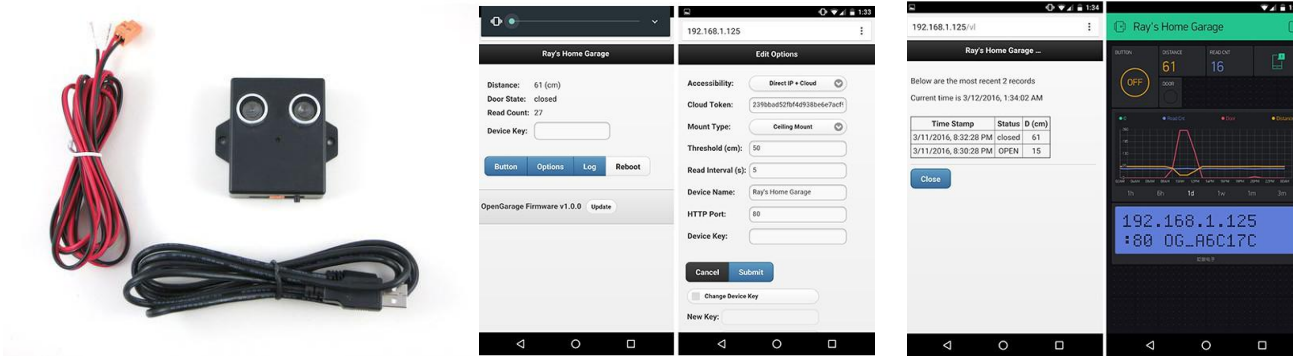 Ray's Home Garage
Distance: 61 (cm)
Door State: closed
Read Count: 27
Device Key:
Button Options Log Reboot
OpenGarage Firmware v1.0.0 Update
1:33
192.168.1.125
Edit Options
Accessibility: Direct IP + Cloud
Cloud Token:
Mount Type: Ceiling Mount
Threshold (cm): 50
Read Interval (s): 5
Device Name: Ray's Home Garage
HTTP Port: 80
Device Key:
Cancel Submit
Change Device Key
New Key:
1:34
192.168.1.125/vl
Ray's Home Garage ...
Below are the most recent 2 records
Current time is 3/12/2016, 1:34:02 AM
Time Stamp Status D (cm)
3/11/2016, 8:32:28 PM closed 61
3/11/2016, 8:30:28 PM OPEN 15
Close
Ray's Home Garage
BUTTON DISTANCE READ CNT
OFF 61 16
DOOR
Read Cnt Door Distance
1h 6h 1d 1w 1m 3m
192.168.1.125
:80 OG_A6C17C